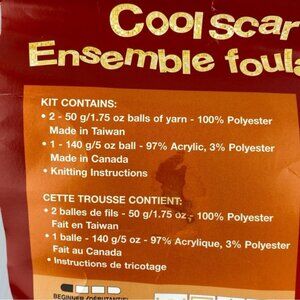 Cool scar
Ensemble foula
KIT CONTAINS:
• 2 - 50 g/1.75 oz balls of yarn - 100% Polyester
Made in Taiwan
• 1 - 140 g/5 oz ball - 97% Acrylic, 3% Polyester
Made in Canada
• Knitting Instructions
CETTE TROUSSE CONTIENT:
• 2 balles de fils - 50 g/1.75 oz - 100% Polyester
Fait en Taiwan
• 1 balle - 140 g/5 oz - 97% Acrylique, 3% Polyester
Fait au Canada
• Instructions de tricotage
BEGINNER /DÉBUTANTE